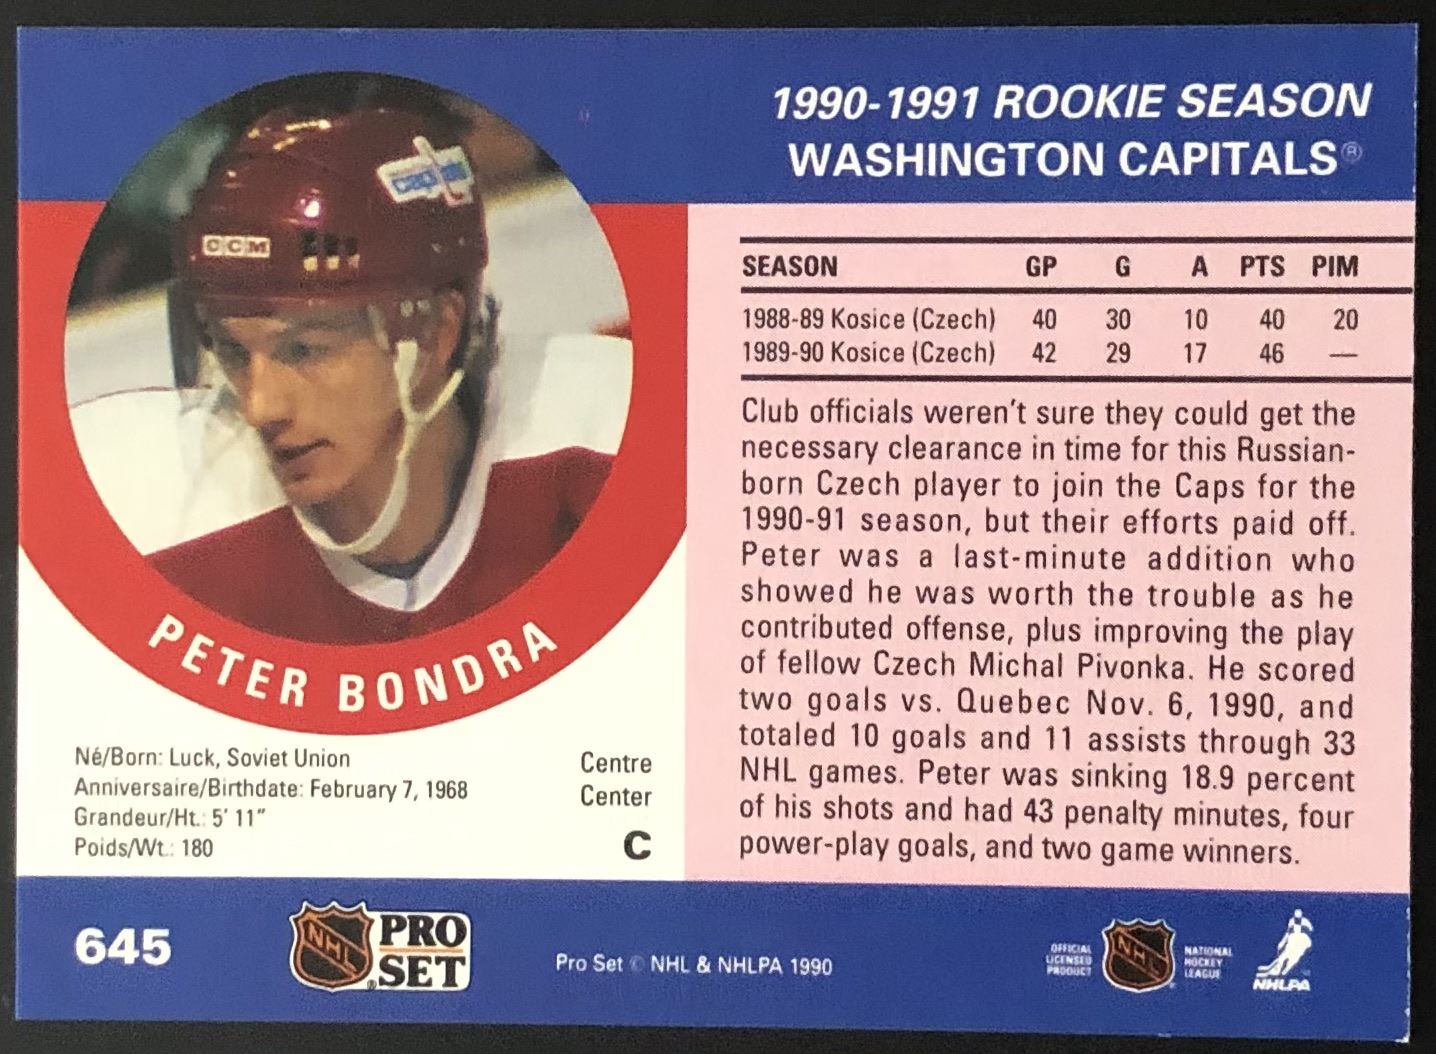 1990-1991 ROOKIE SEASON
WASHINGTON CAPITALS®
Capitals
CCM
SEASON GP G A PTS PIM
1988-89 Kosice (Czech) 40 30 10 40 20
1989-90 Kosice (Czech) 42 29 17 46 —
Club officials weren't sure they could get the
necessary clearance in time for this Russian-
born Czech player to join the Caps for the
1990-91 season, but their efforts paid off.
Peter was a last-minute addition who
showed he was worth the trouble as he
contributed offense, plus improving the play
of fellow Czech Michal Pivonka. He scored
two goals vs. Quebec Nov. 6, 1990, and
totaled 10 goals and 11 assists through 33
NHL games. Peter was sinking 18.9 percent
of his shots and had 43 penalty minutes, four
power-play goals, and two game winners.
PETER BONDRA
Né/Born: Luck, Soviet Union
Anniversaire/Birthdate: February 7, 1968
Grandeur/Ht.: 5' 11"
Poids/Wt.: 180
Centre
Center
C
645
NHL
PRO
SET®
Pro Set © NHL & NHLPA 1990
OFFICIAL
LICENSED
PRODUCT
NHL
NATIONAL
HOCKEY
LEAGUE
NHLPA